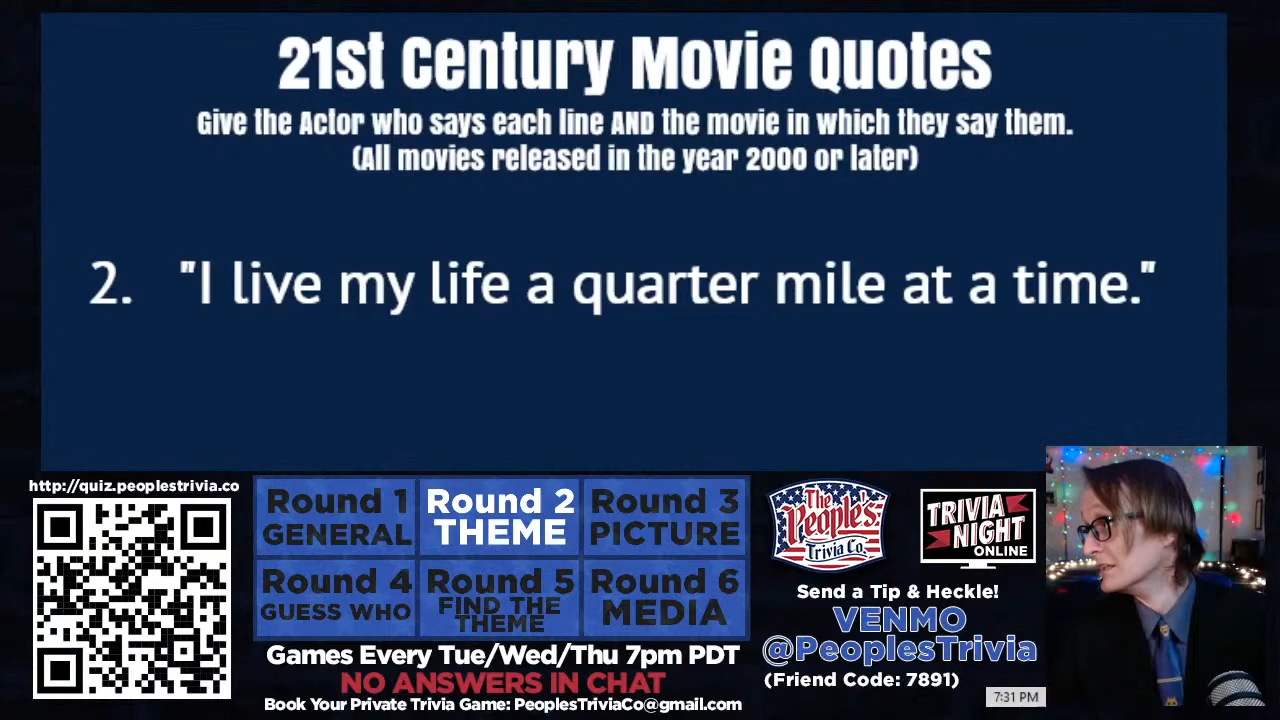 21st Century Movie Quotes
Give the Actor who says each line AND the movie in which they say them.
(All movies released in the year 2000 or later)
2. "I live my life a quarter mile at a time."
http://quiz.peoplestrivia.co
Round 1
GENERAL
Round 2
THEME
Round 3
PICTURE
Round 4
GUESS WHO
Round 5
FIND THE
THEME
Round 6
MEDIA
Games Every Tue/Wed/Thu 7pm PDT
NO ANSWERS IN CHAT
Book Your Private Trivia Game: PeoplesTriviaCo@gmail.com
The
People's
Trivia Co.
TRIVIA
NIGHT
ONLINE
Send a Tip & Heckle!
VENMO
@PeoplesTrivia
(Friend Code: 7891)
7:31 PM